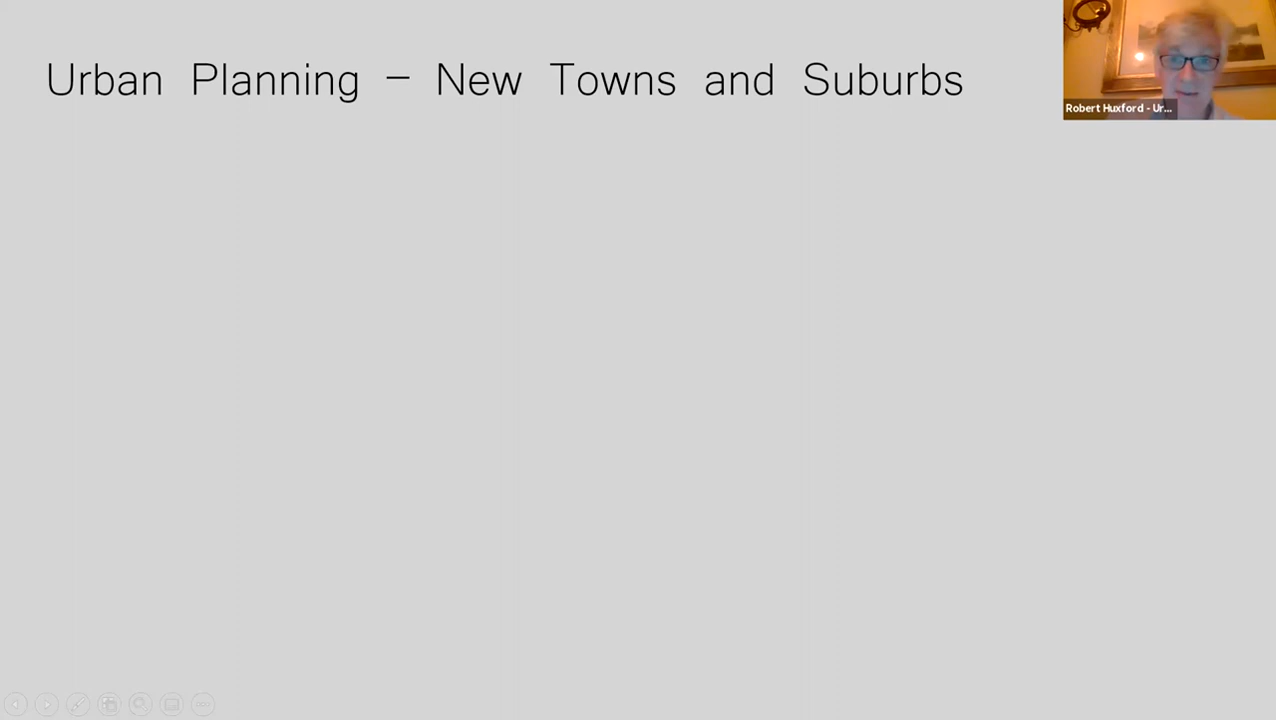 Urban Planning – New Towns and Suburbs
Robert Huxford - Ur...